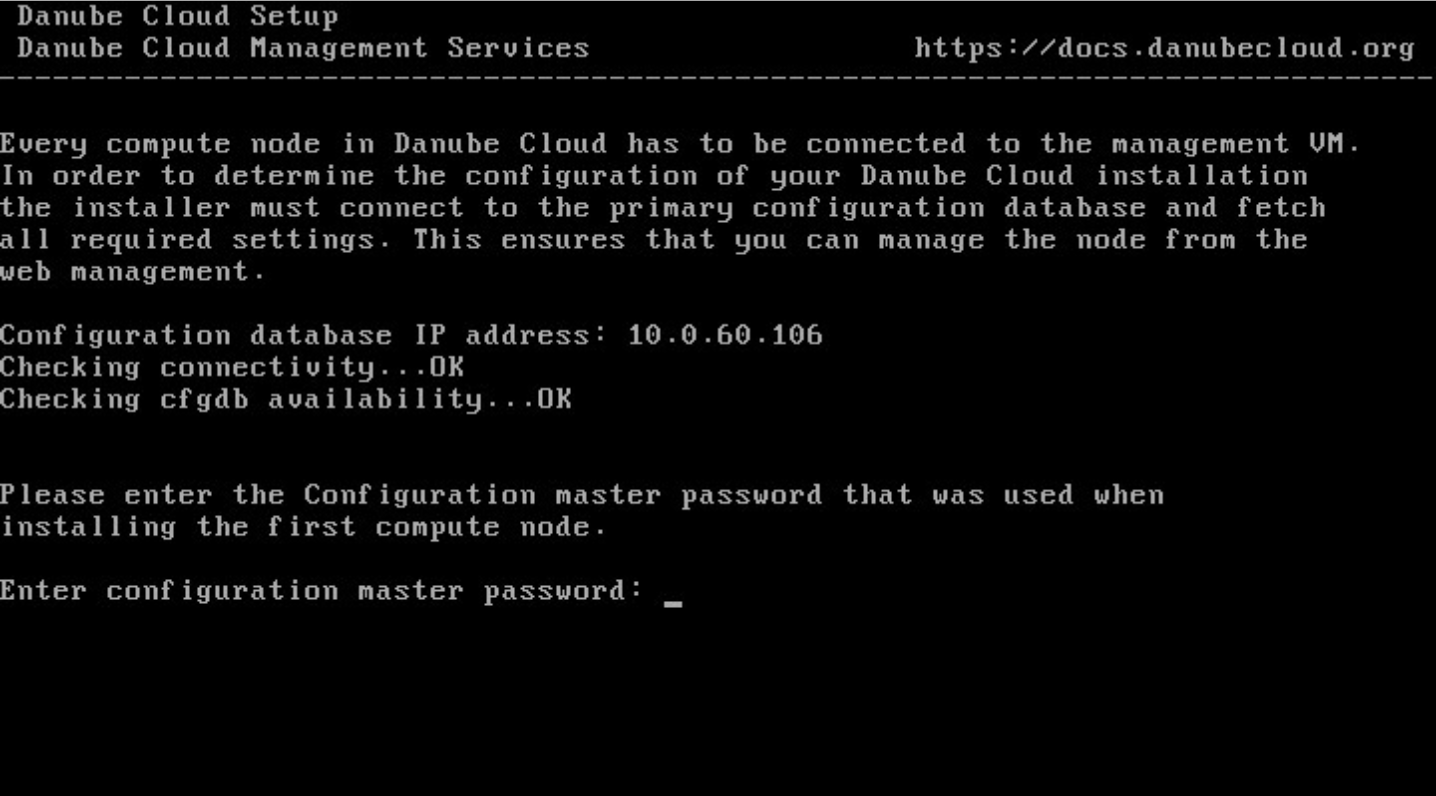 Danube Cloud Setup
Danube Cloud Management Services https://docs.danubecloud.org
--------------------------------------------------------------------------------
Every compute node in Danube Cloud has to be connected to the management VM.
In order to determine the configuration of your Danube Cloud installation
the installer must connect to the primary configuration database and fetch
all required settings. This ensures that you can manage the node from the
web management.
Configuration database IP address: 10.0.60.106
Checking connectivity...OK
Checking cfgdb availability...OK
Please enter the Configuration master password that was used when
installing the first compute node.
Enter configuration master password: _